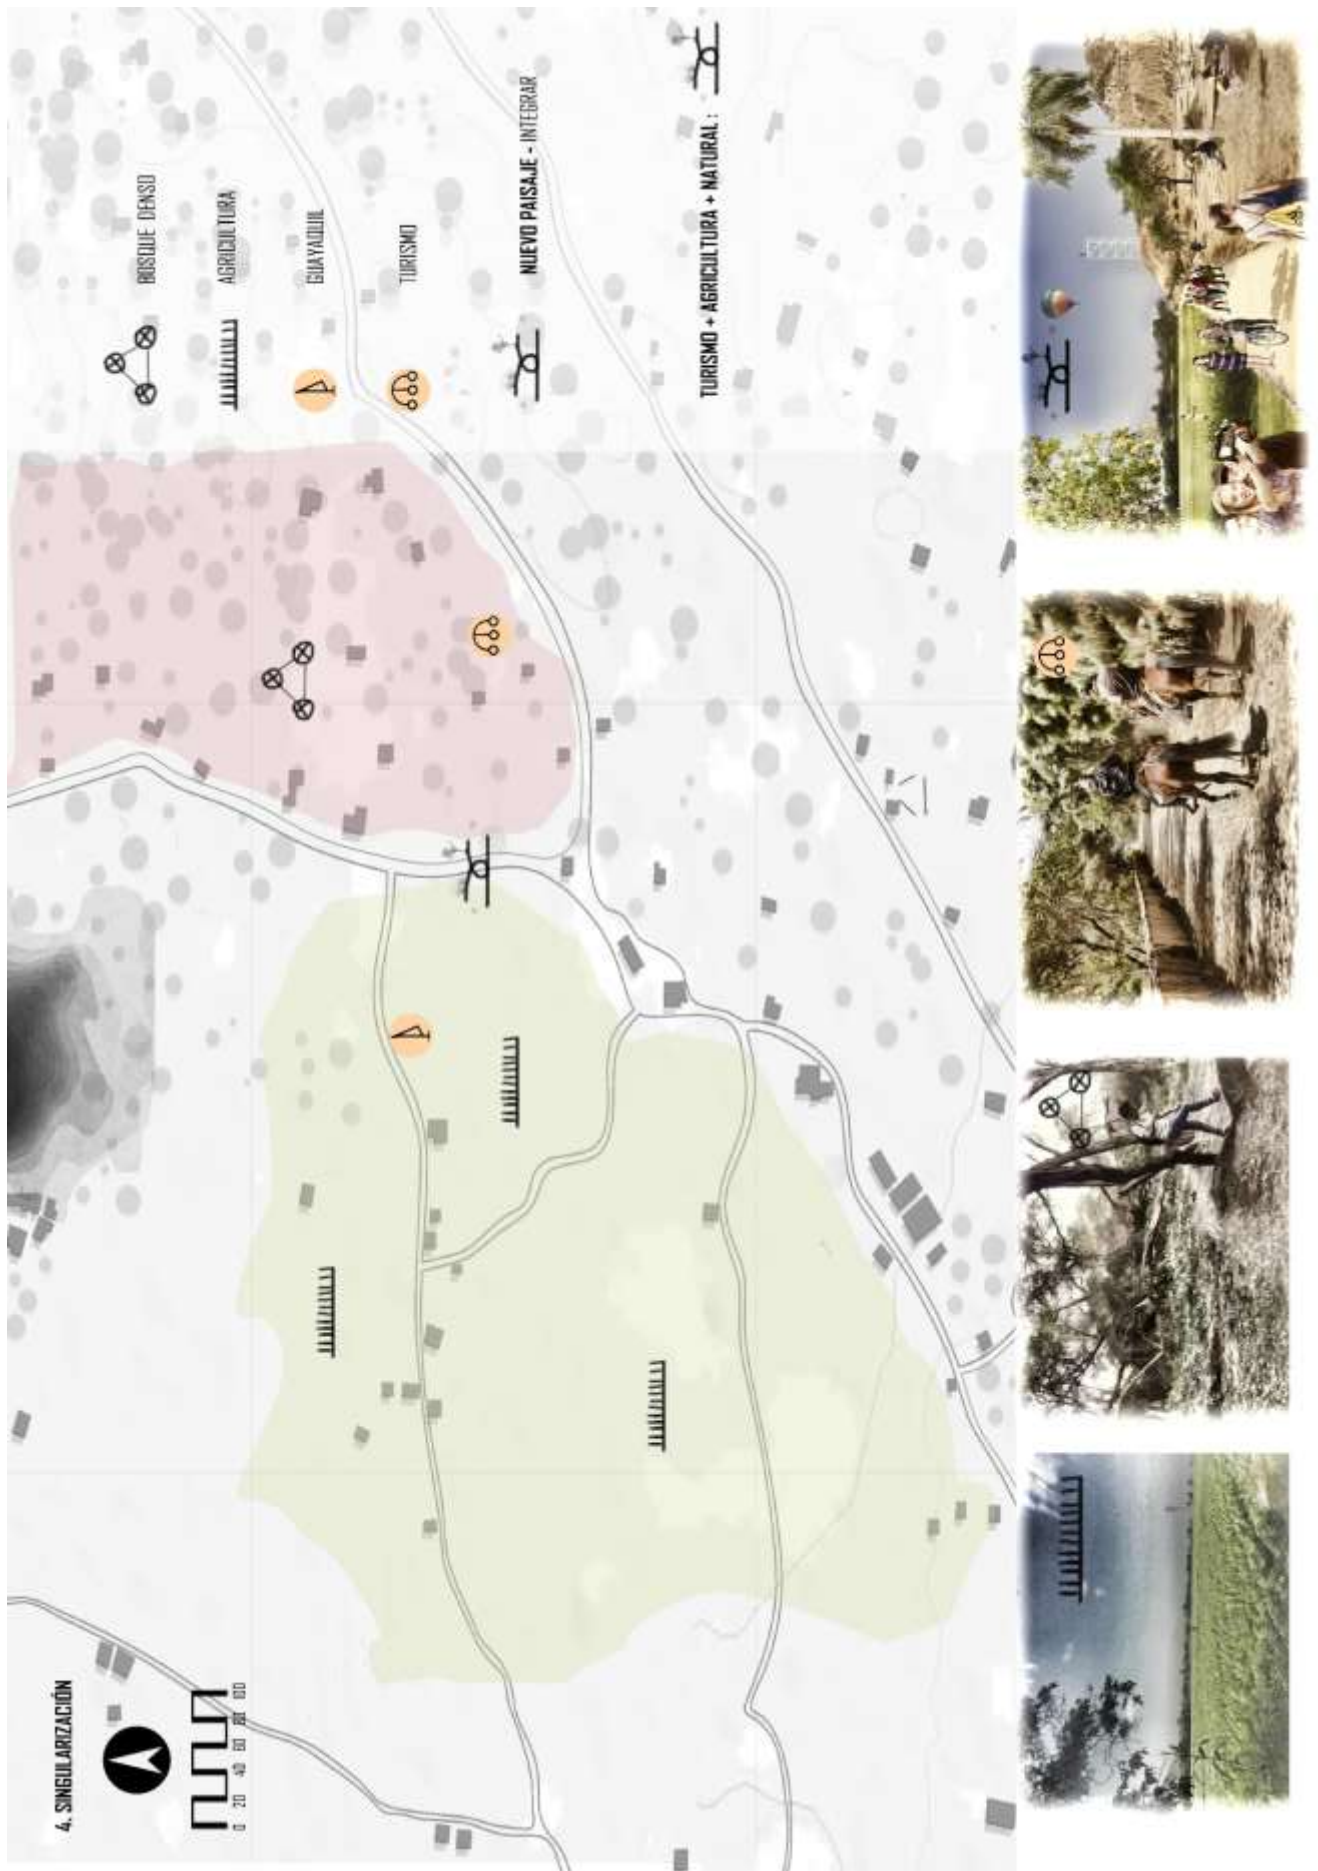 4. SINGULARIZACIÓN
0 20 40 60 80 100
BOSQUE DENSO
AGRICULTURA
GUAYAQUIL
TURISMO
NUEVO PAISAJE - INTEGRAR
TURISMO + AGRICULTURA + NATURAL :